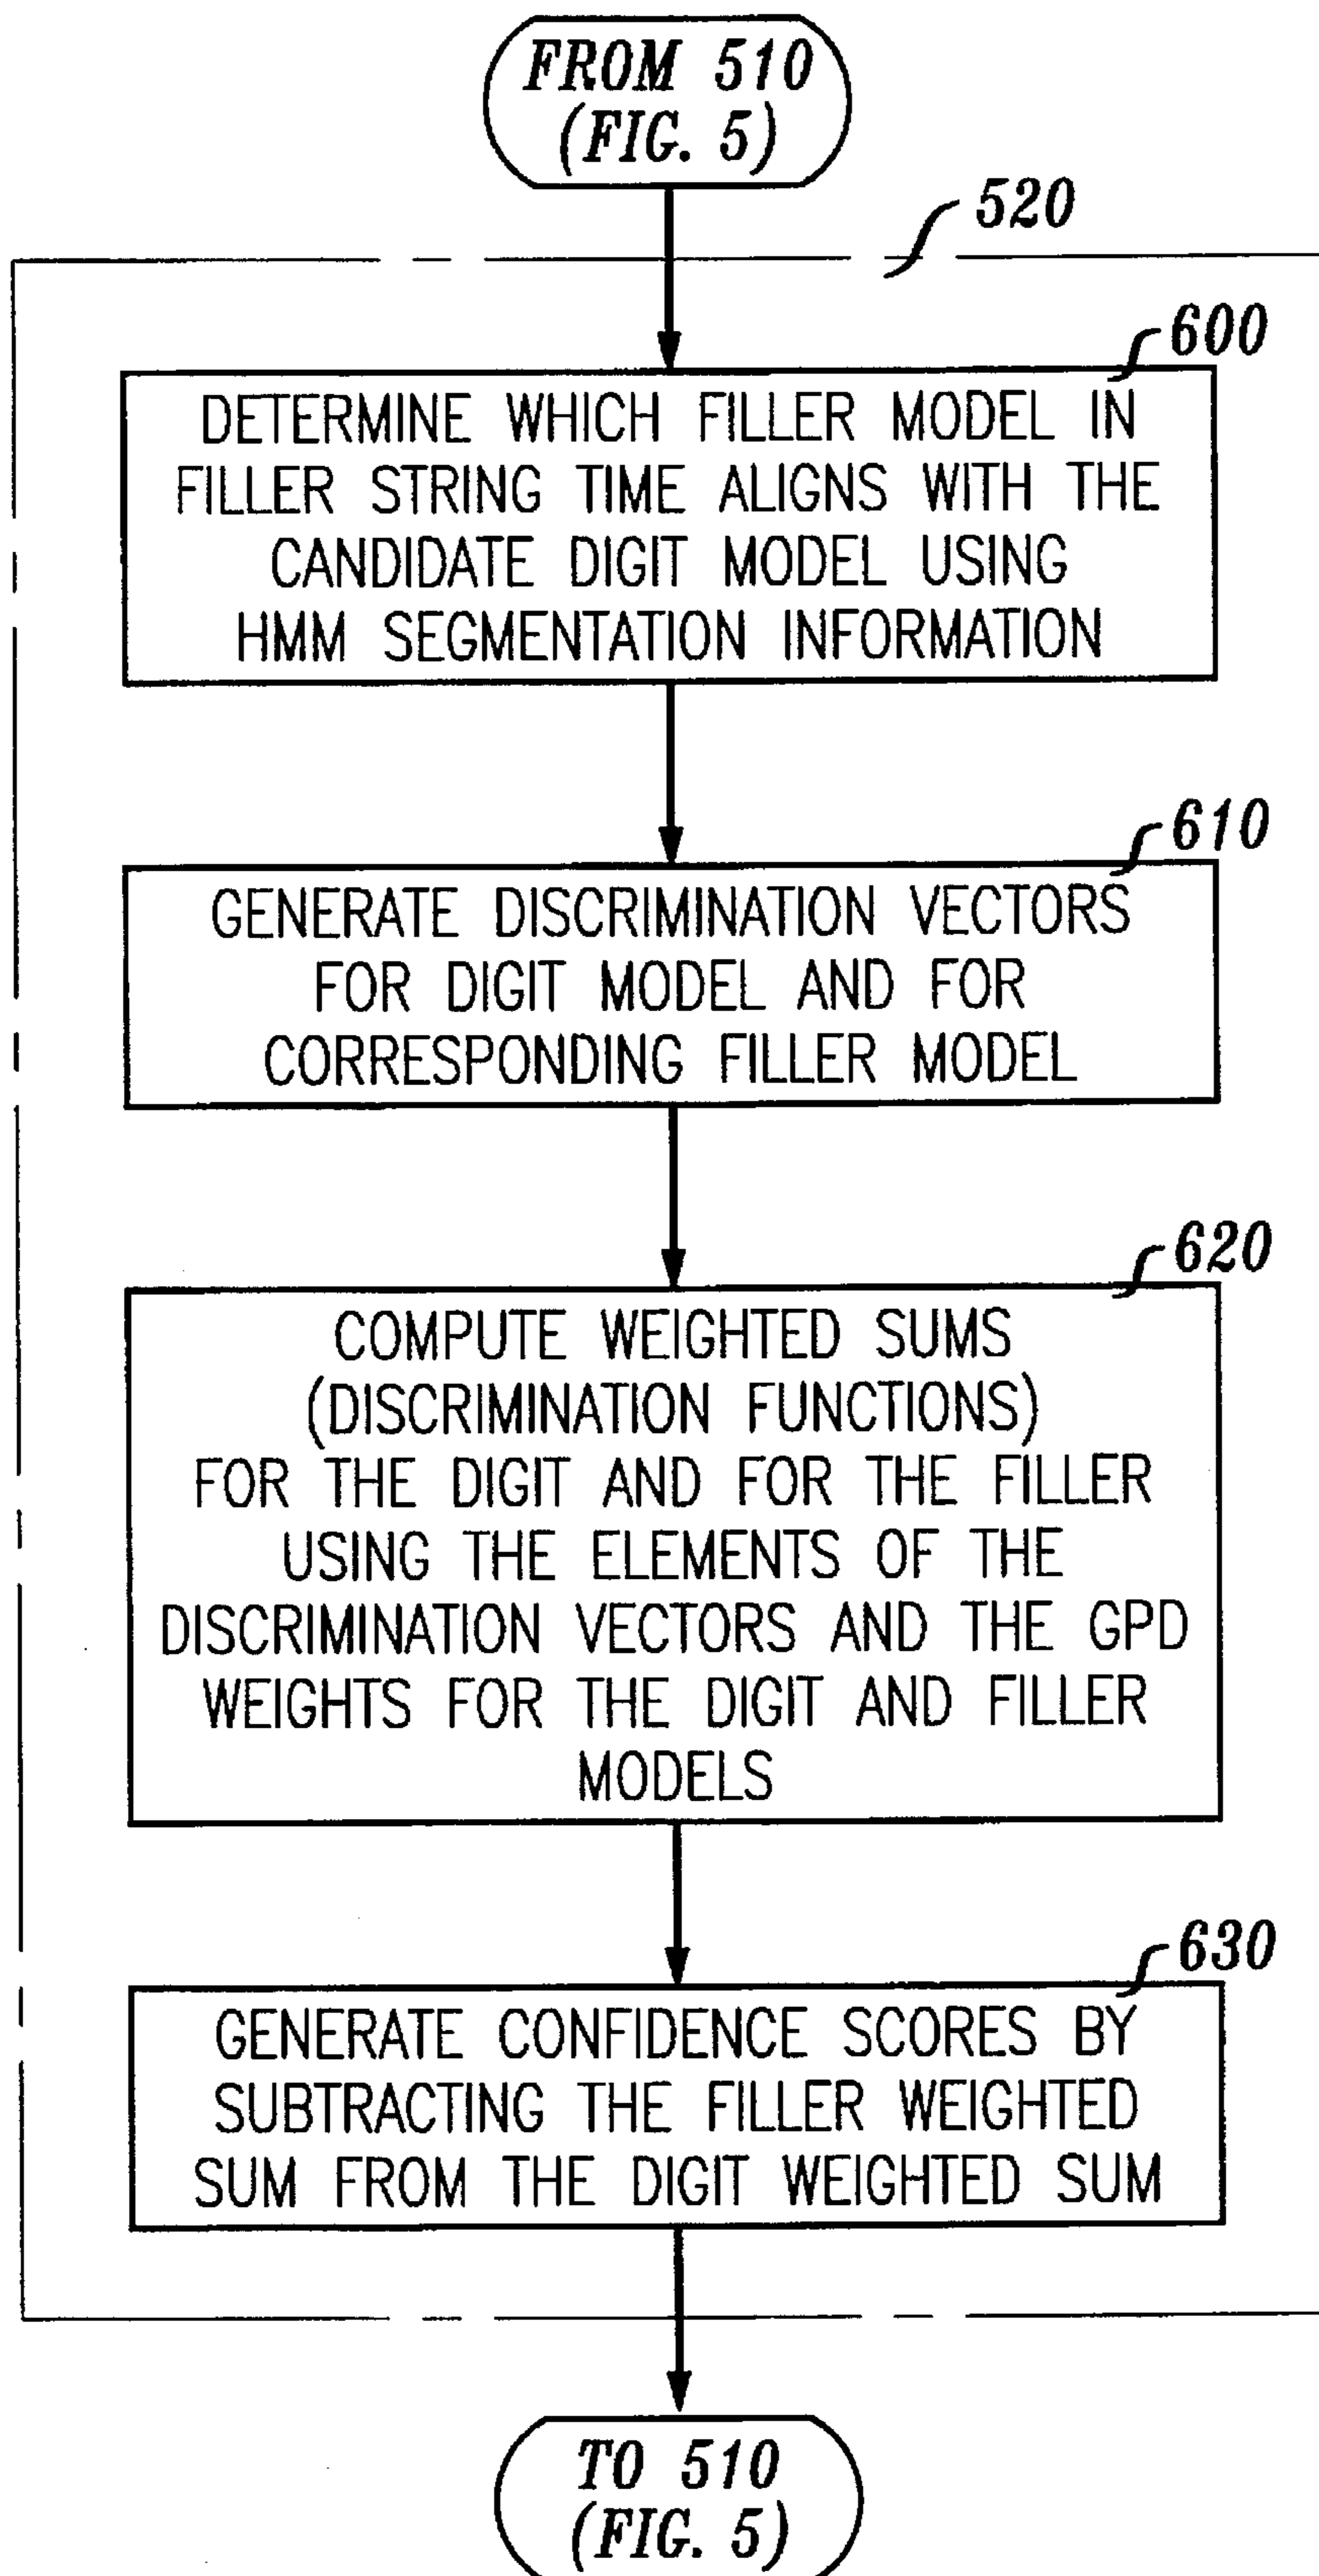 FROM 510
(FIG. 5)
520
600
DETERMINE WHICH FILLER MODEL IN
FILLER STRING TIME ALIGNS WITH THE
CANDIDATE DIGIT MODEL USING
HMM SEGMENTATION INFORMATION
610
GENERATE DISCRIMINATION VECTORS
FOR DIGIT MODEL AND FOR
CORRESPONDING FILLER MODEL
620
COMPUTE WEIGHTED SUMS
(DISCRIMINATION FUNCTIONS)
FOR THE DIGIT AND FOR THE FILLER
USING THE ELEMENTS OF THE
DISCRIMINATION VECTORS AND THE GPD
WEIGHTS FOR THE DIGIT AND FILLER
MODELS
630
GENERATE CONFIDENCE SCORES BY
SUBTRACTING THE FILLER WEIGHTED
SUM FROM THE DIGIT WEIGHTED SUM
TO 510
(FIG. 5)